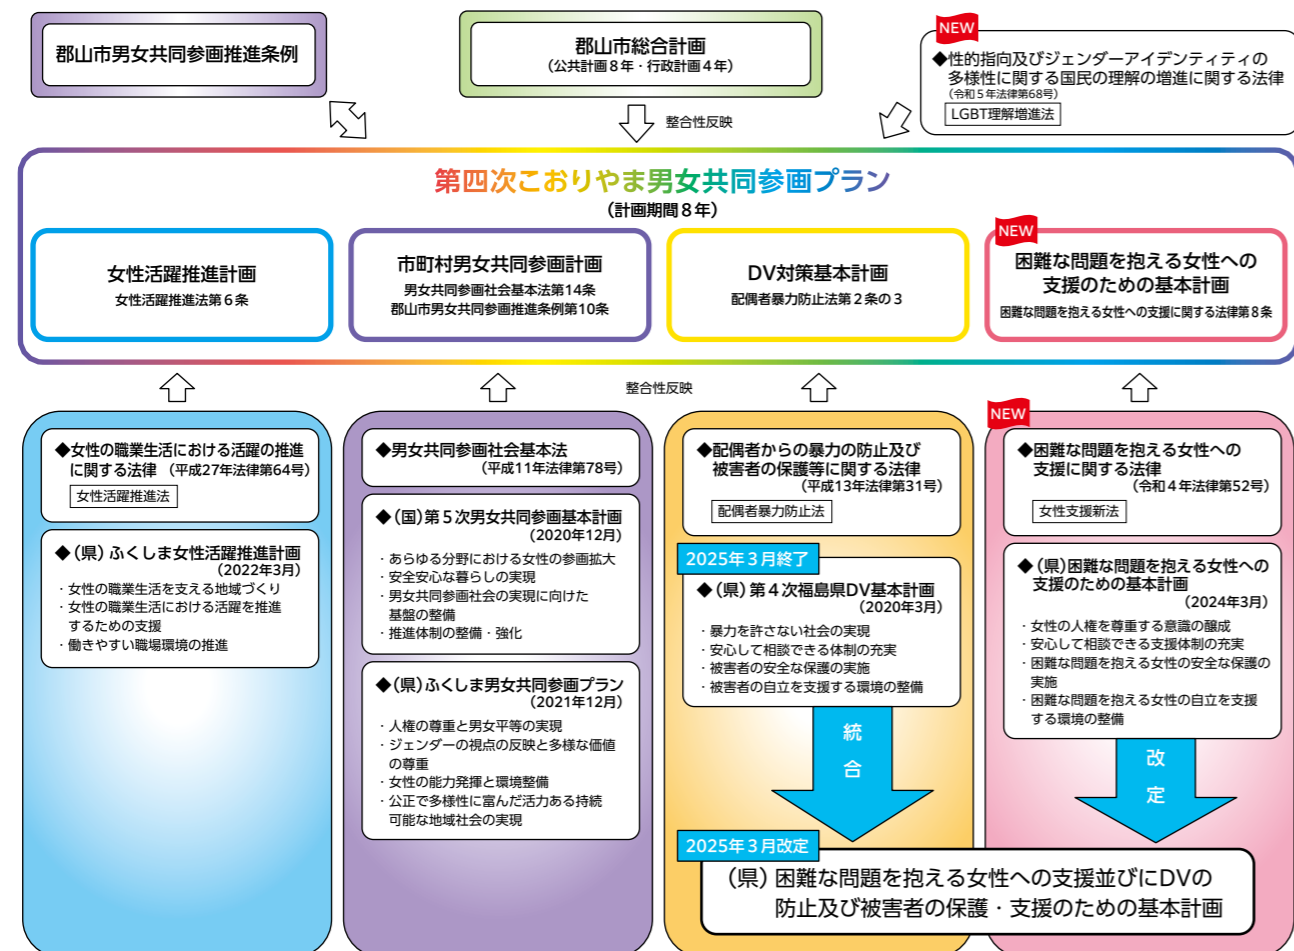 郡山市男女共同参画推進条例
郡山市総合計画
(公共計画8年・行政計画4年)
NEW
◆性的指向及びジェンダーアイデンティティの
多様性に関する国民の理解の増進に関する法律
(令和5年法律第68号)
LGBT理解増進法
整合性反映
第四次こおりやま男女共同参画プラン
(計画期間8年)
女性活躍推進計画
女性活躍推進法第6条
市町村男女共同参画計画
男女共同参画社会基本法第14条
郡山市男女共同参画推進条例第10条
DV対策基本計画
配偶者暴力防止法第2条の3
NEW
困難な問題を抱える女性への
支援のための基本計画
困難な問題を抱える女性への支援に関する法律第8条
整合性反映
◆女性の職業生活における活躍の推進
に関する法律 (平成27年法律第64号)
女性活躍推進法
◆(県)ふくしま女性活躍推進計画
(2022年3月)
・女性の職業生活を支える地域づくり
・女性の職業生活における活躍を推進
するための支援
・働きやすい職場環境の推進
◆男女共同参画社会基本法
(平成11年法律第78号)
◆(国)第5次男女共同参画基本計画
(2020年12月)
・あらゆる分野における女性の参画拡大
・安全安心な暮らしの実現
・男女共同参画社会の実現に向けた
基盤の整備
・推進体制の整備・強化
◆(県)ふくしま男女共同参画プラン
(2021年12月)
・人権の尊重と男女平等の実現
・ジェンダーの視点の反映と多様な価値
の尊重
・女性の能力発揮と環境整備
・公正で多様性に富んだ活力ある持続
可能な地域社会の実現
◆配偶者からの暴力の防止及び
被害者の保護等に関する法律
(平成13年法律第31号)
配偶者暴力防止法
2025年3月終了
◆(県)第4次福島県DV基本計画
(2020年3月)
・暴力を許さない社会の実現
・安心して相談できる体制の充実
・被害者の安全な保護の実施
・被害者の自立を支援する環境の整備
統
合
NEW
◆困難な問題を抱える女性への
支援に関する法律
(令和4年法律第52号)
女性支援新法
◆(県)困難な問題を抱える女性への
支援のための基本計画
(2024年3月)
・女性の人権を尊重する意識の醸成
・安心して相談できる支援体制の充実
・困難な問題を抱える女性の安全な保護の
実施
・困難な問題を抱える女性の自立を支援
する環境の整備
改
定
2025年3月改定
(県)困難な問題を抱える女性への支援並びにDVの
防止及び被害者の保護・支援のための基本計画